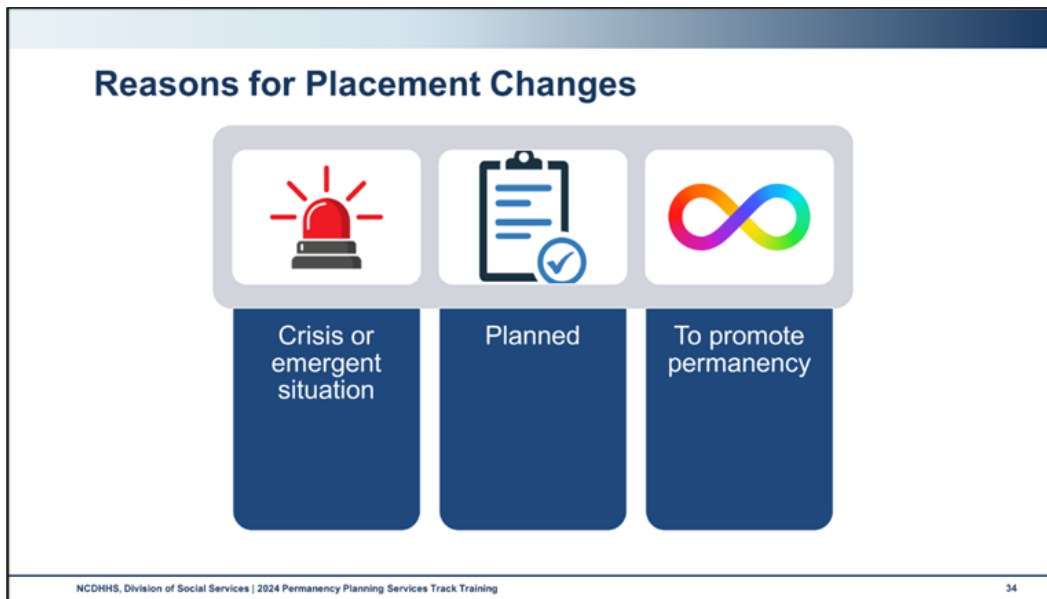 Reasons for Placement Changes
Crisis or
emergent
situation
Planned
To promote
permanency
NCDHHS, Division of Social Services | 2024 Permanency Planning Services Track Training
34